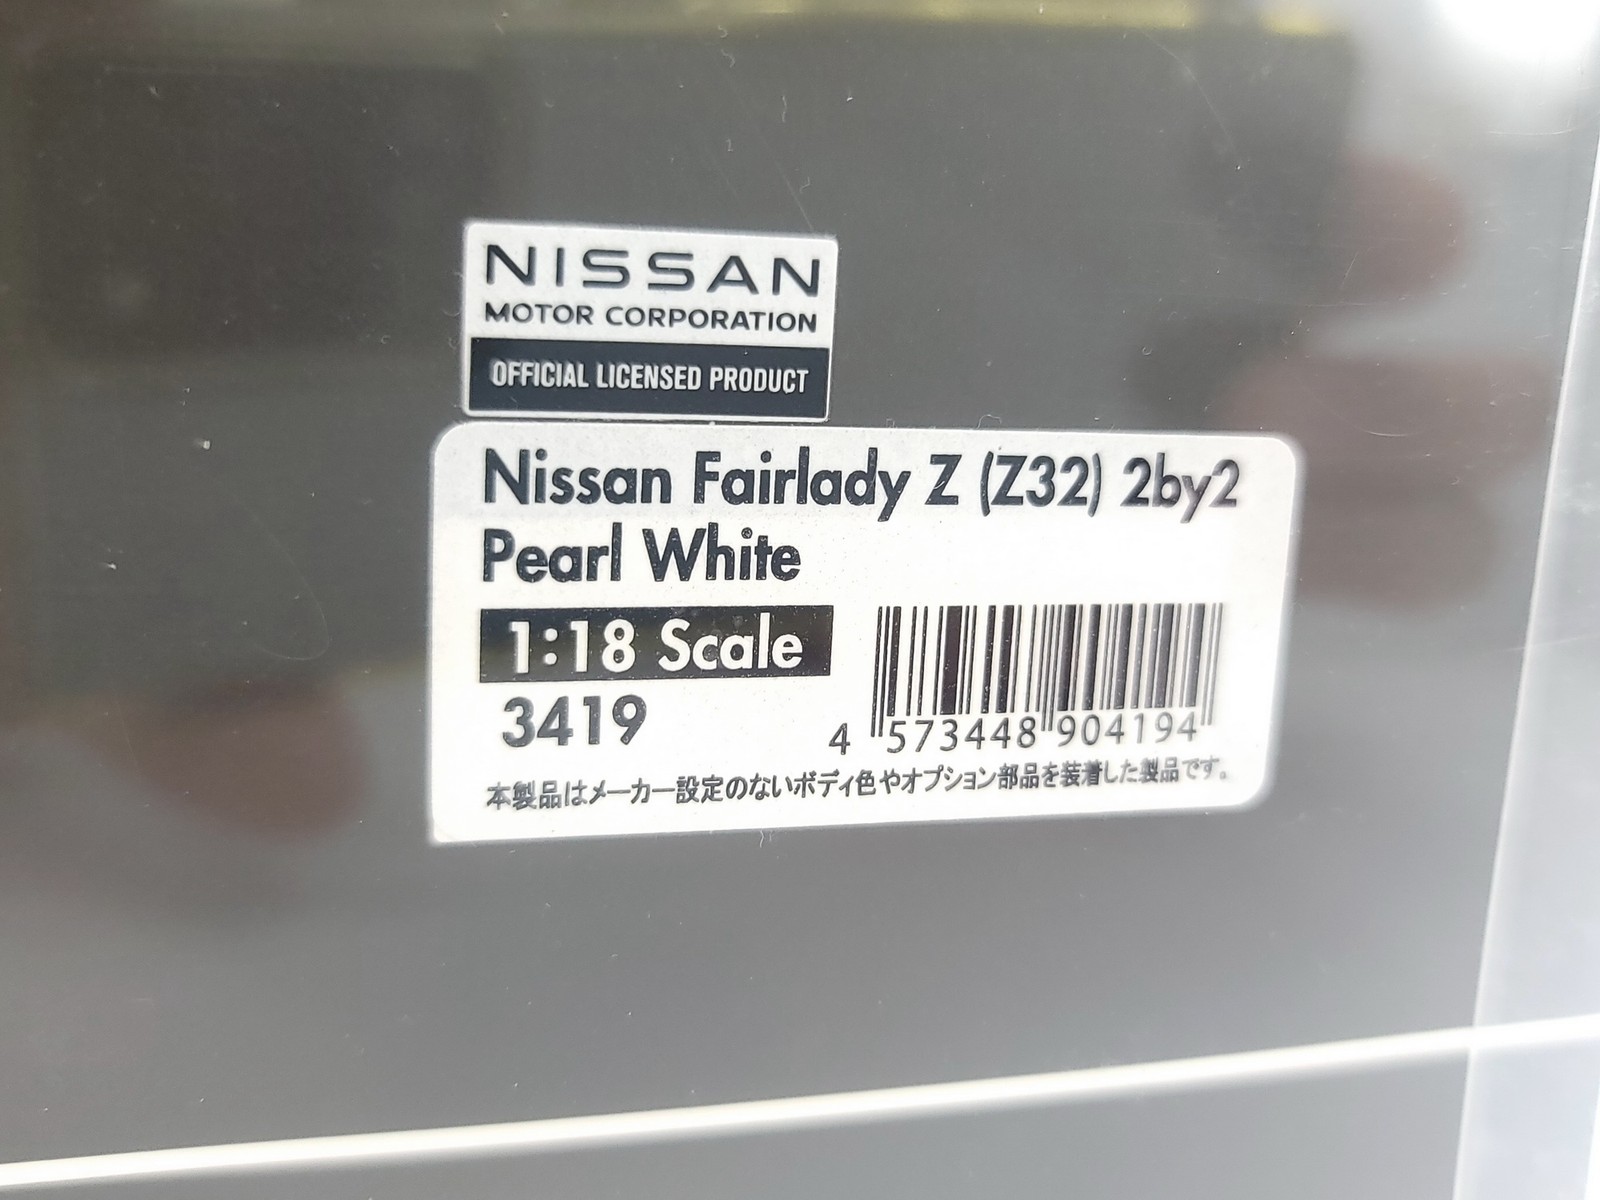 NISSAN
MOTOR CORPORATION
OFFICIAL LICENSED PRODUCT
Nissan Fairlady Z (Z32) 2by2
Pearl White
1:18 Scale
3419
4 573448 904194
本製品はメーカー設定のないボディ色やオプション部品を装着した製品です。